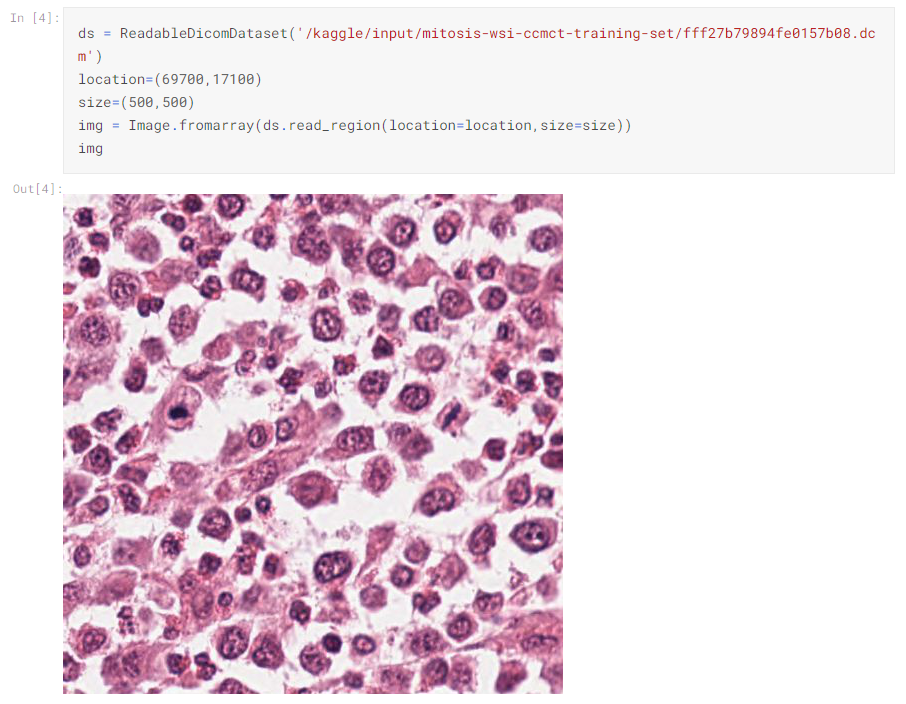 In [4]:
ds = ReadableDicomDataset('/kaggle/input/mitosis-wsi-ccmct-training-set/fff27b79894fe0157b08.dc
m')
location=(69700,17100)
size=(500,500)
img = Image.fromarray(ds.read_region(location=location,size=size))
img
Out[4]: